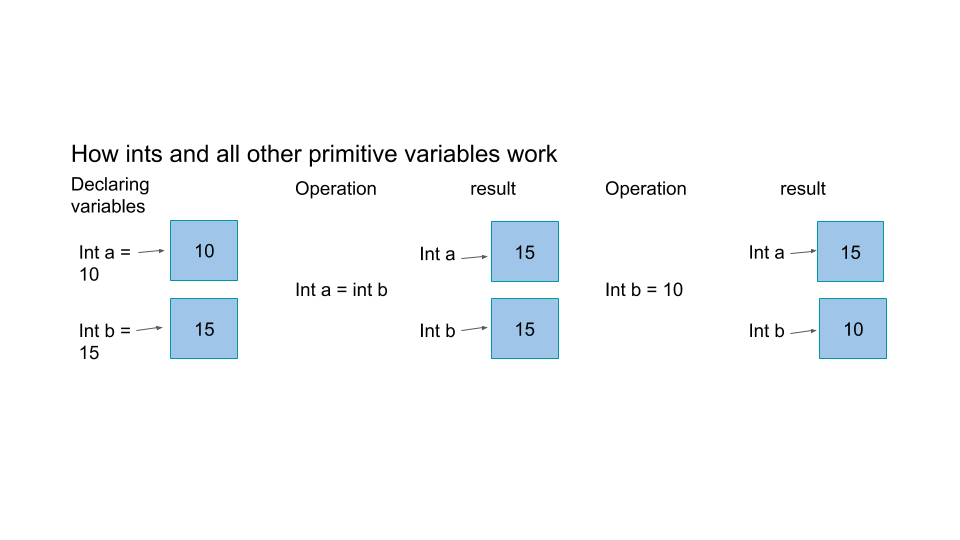 How ints and all other primitive variables work
Declaring
variables
Operation
result
Operation
result
Int a =
10
10
Int b =
15
15
Int a = int b
Int a
15
Int b
15
Int b = 10
Int a
15
Int b
10